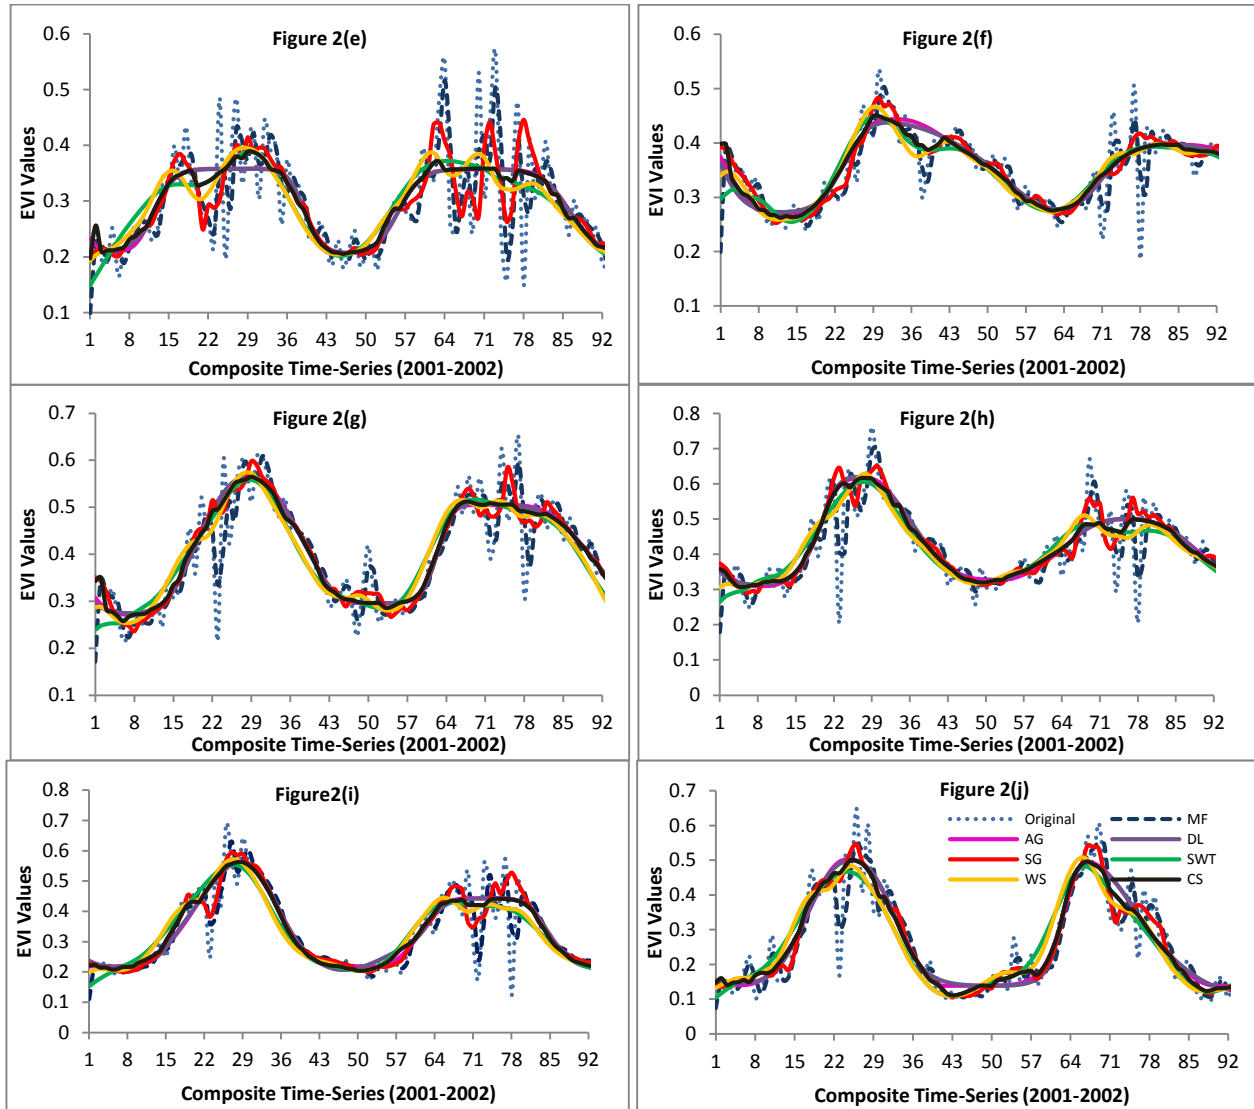 Figure 2(e)
0.6
0.5
0.4
0.3
0.2
0.1
EVI Values
1 8 15 22 29 36 43 50 57 64 71 78 85 92
Composite Time-Series (2001-2002)
Figure 2(f)
0.6
0.5
0.4
0.3
0.2
0.1
EVI Values
1 8 15 22 29 36 43 50 57 64 71 78 85 92
Composite Time-Series (2001-2002)
Figure 2(g)
0.7
0.6
0.5
0.4
0.3
0.2
0.1
EVI Values
1 8 15 22 29 36 43 50 57 64 71 78 85 92
Composite Time-Series (2001-2002)
Figure 2(h)
0.8
0.7
0.6
0.5
0.4
0.3
0.2
0.1
0
EVI Values
1 8 15 22 29 36 43 50 57 64 71 78 85 92
Composite Time-Series (2001-2002)
Figure2(i)
0.8
0.7
0.6
0.5
0.4
0.3
0.2
0.1
0
EVI Values
1 8 15 22 29 36 43 50 57 64 71 78 85 92
Composite Time-Series (2001-2002)
Figure 2(j)
0.7
0.6
0.5
0.4
0.3
0.2
0.1
0
EVI Values
Original MF
AG DL
SG SWT
WS CS
1 8 15 22 29 36 43 50 57 64 71 78 85 92
Composite Time-Series (2001-2002)